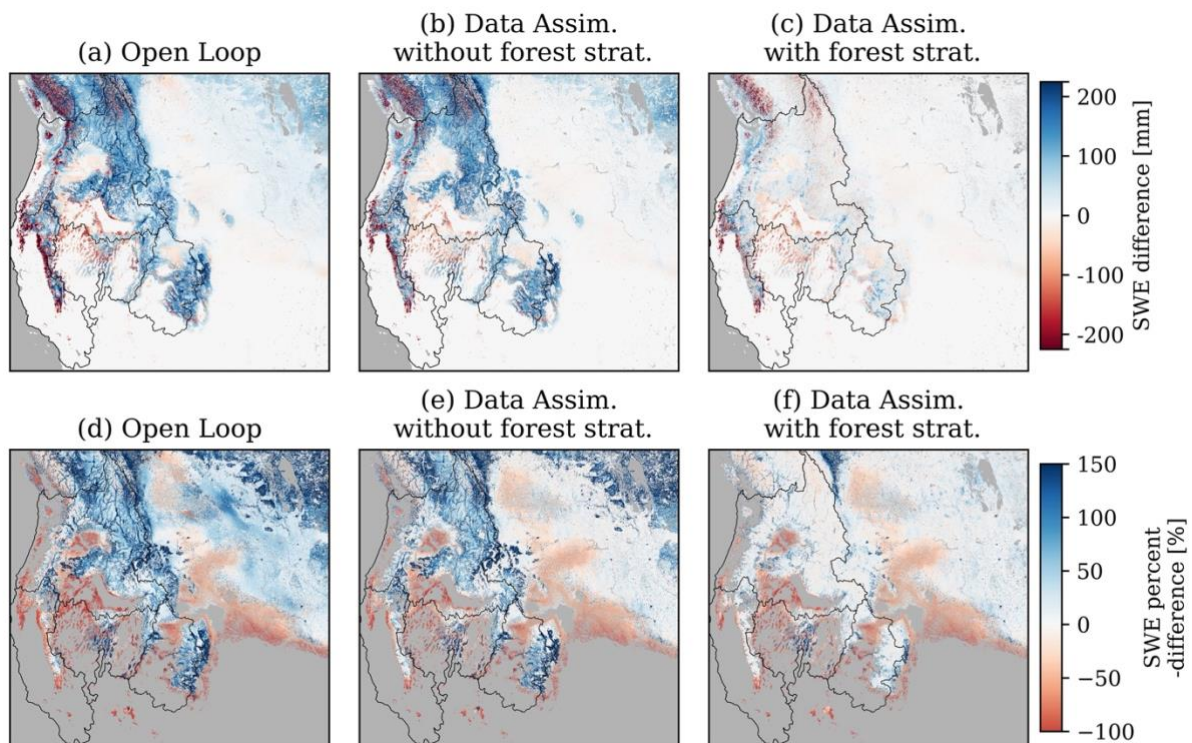 (a) Open Loop
(b) Data Assim.
without forest strat.
(c) Data Assim.
with forest strat.
200
100
0
-100
-200
SWE difference [mm]
(d) Open Loop
(e) Data Assim.
without forest strat.
(f) Data Assim.
with forest strat.
150
100
50
0
−50
−100
SWE percent
-difference [%]